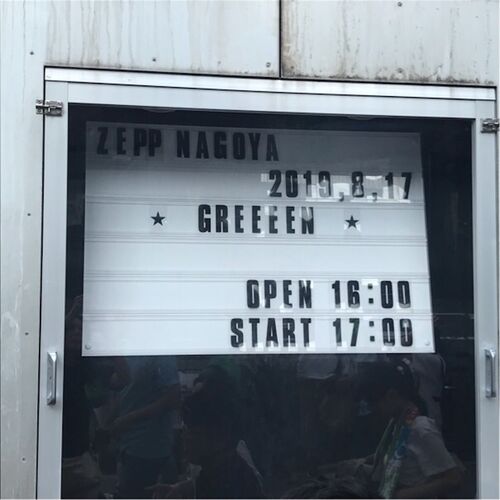 ZEPP NAGOYA
2019,8,17
★ GREEEEN ★
OPEN 16:00
START 17:00